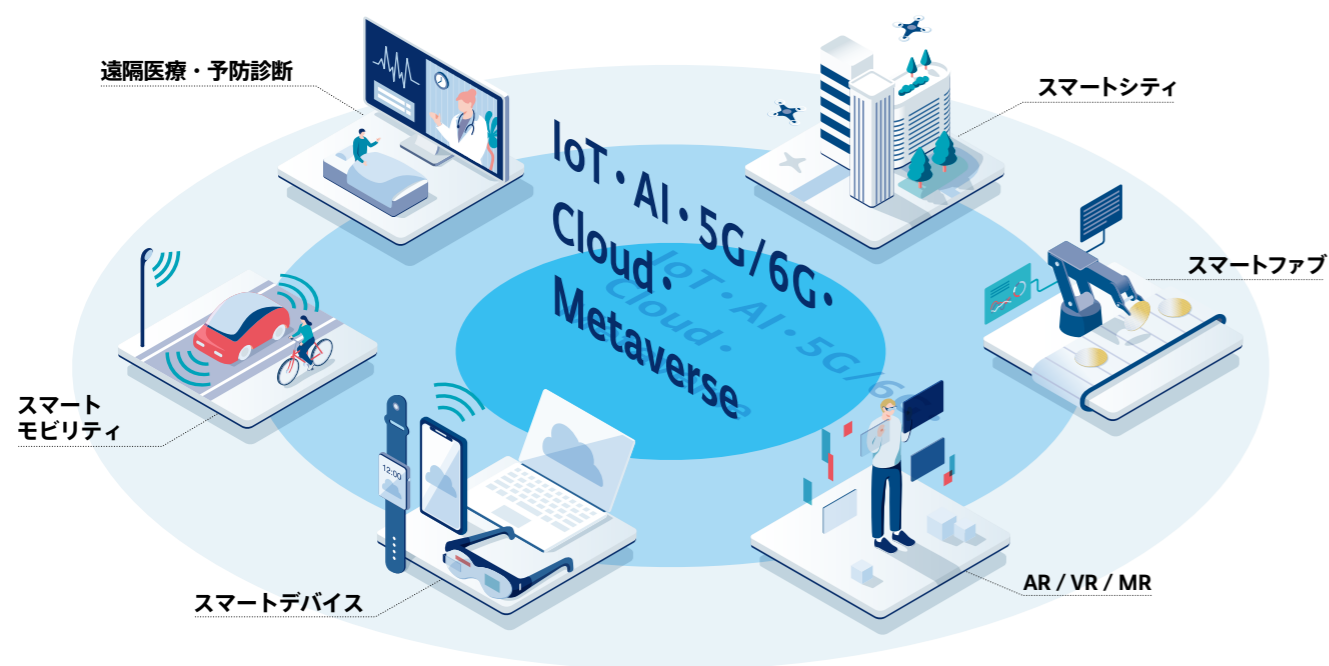 遠隔医療・予防診断
スマートシティ
IoT・AI・5G/6G・
Cloud・
Metaverse
スマートファブ
スマート
モビリティ
12:00
スマートデバイス
AR / VR / MR